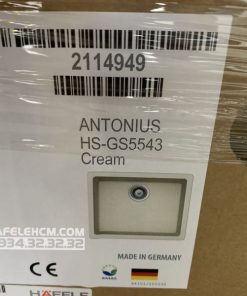 2114949
ANTONIUS
HS-GS5543
Cream
MADE IN GERMANY
AFELEHCM.COM
934.32.32.32
CE
HÄFELE